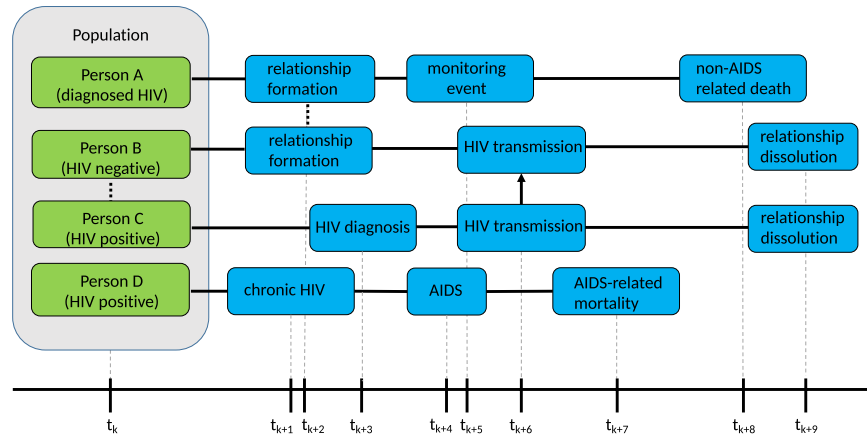 Population
Person A
(diagnosed HIV)
relationship
formation
monitoring
event
non-AIDS
related death
Person B
(HIV negative)
relationship
formation
HIV transmission
relationship
dissolution
Person C
(HIV positive)
HIV diagnosis
HIV transmission
relationship
dissolution
Person D
(HIV positive)
chronic HIV
AIDS
AIDS-related
mortality
tk
tk+1
tk+2
tk+3
tk+4
tk+5
tk+6
tk+7
tk+8
tk+9